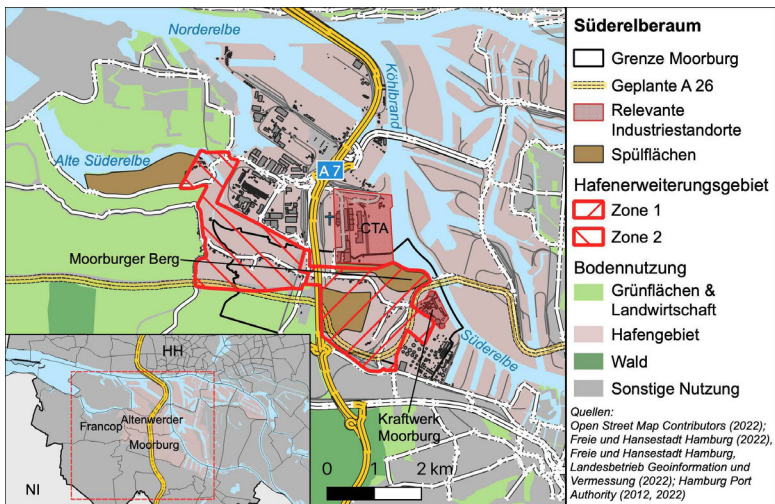 Norderelbe
Köhlbrand
Alte Süderelbe
A 7
CTA
Moorburger Berg
Süderelbe
Kraftwerk
Moorburg
0 1 2 km
HH
Altenwerder
Francop
Moorburg
NI
Süderelberaum
Grenze Moorburg
Geplante A 26
Relevante
Industriestandorte
Spülflächen
Hafenerweiterungsgebiet
Zone 1
Zone 2
Bodennutzung
Grünflächen &
Landwirtschaft
Hafengebiet
Wald
Sonstige Nutzung
Quellen:
Open Street Map Contributors (2022);
Freie und Hansestadt Hamburg (2022),
Freie und Hansestadt Hamburg,
Landesbetrieb Geoinformation und
Vermessung (2022); Hamburg Port
Authority (2012, 2022)